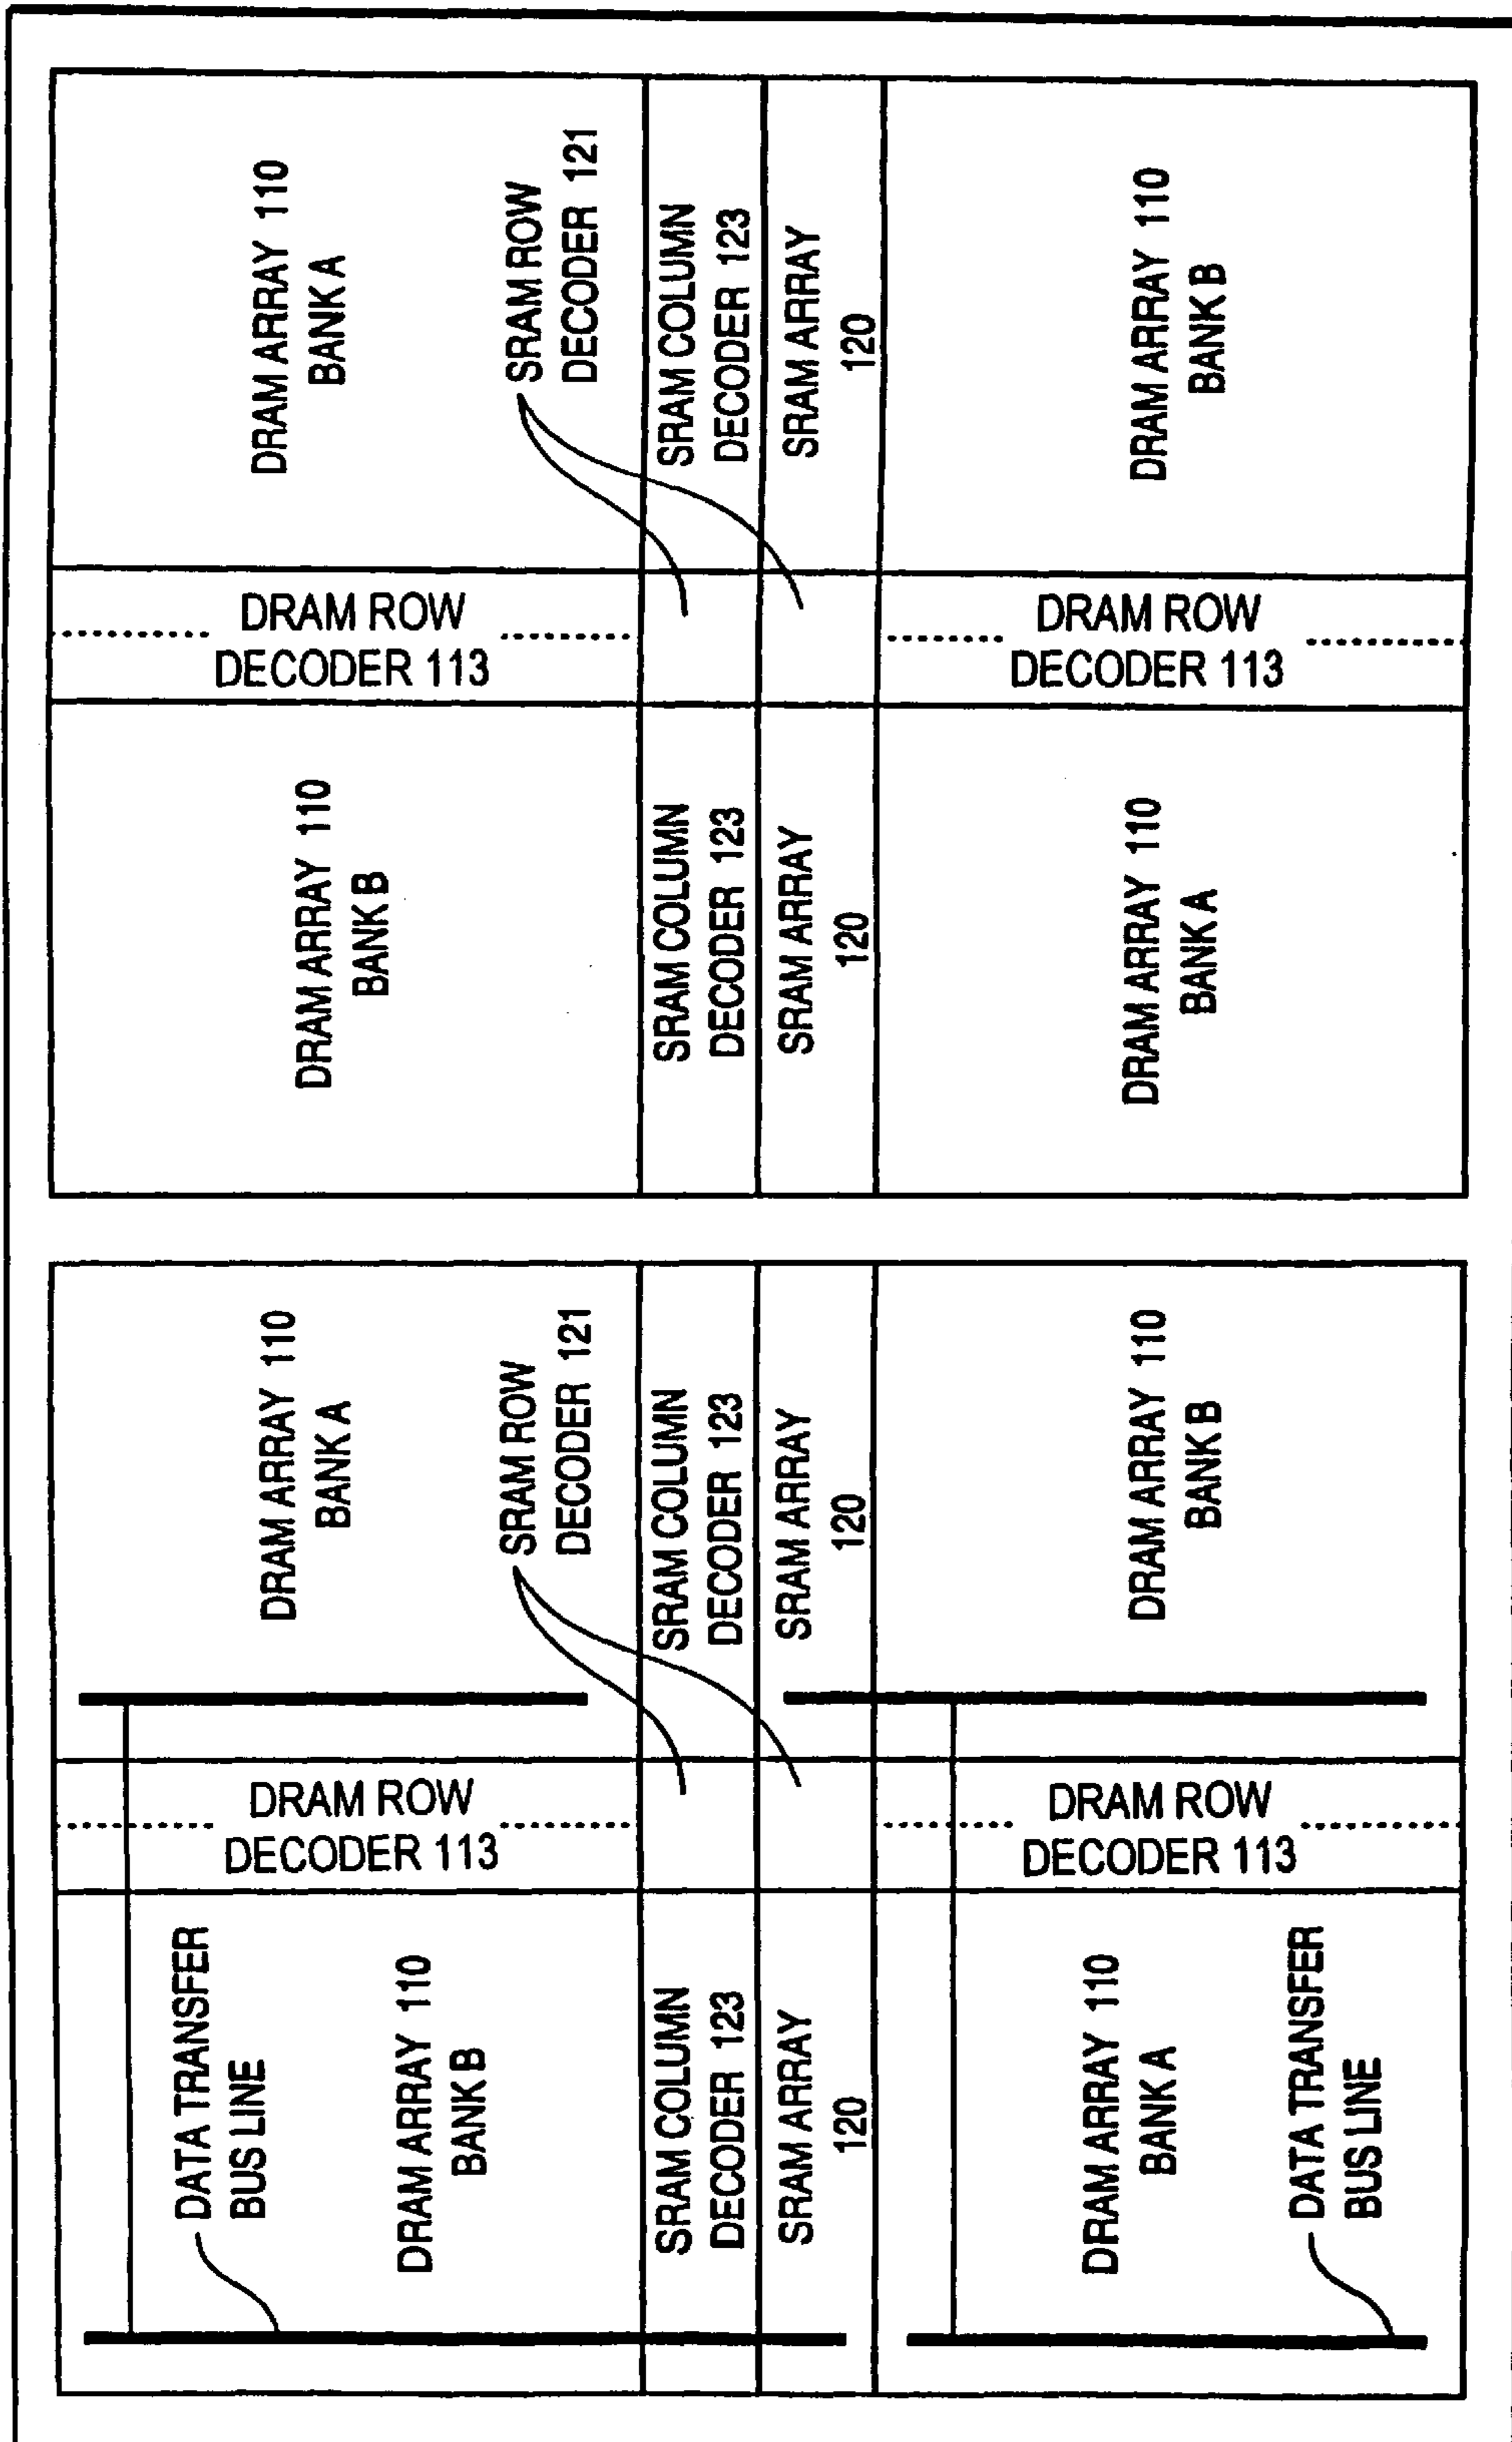 DRAM ARRAY 110
BANK A
SRAM ROW
DECODER 121
SRAM COLUMN
DECODER 123
SRAM ARRAY
120
DRAM ARRAY 110
BANK B
DRAM ROW
DECODER 113
DRAM ROW
DECODER 113
DRAM ARRAY 110
BANK B
SRAM COLUMN
DECODER 123
SRAM ARRAY
120
DRAM ARRAY 110
BANK A
DRAM ARRAY 110
BANK A
SRAM ROW
DECODER 121
SRAM COLUMN
DECODER 123
SRAM ARRAY
120
DRAM ARRAY 110
BANK B
DRAM ROW
DECODER 113
DRAM ROW
DECODER 113
DATA TRANSFER
BUS LINE
DRAM ARRAY 110
BANK B
SRAM COLUMN
DECODER 123
SRAM ARRAY
120
DRAM ARRAY 110
BANK A
DATA TRANSFER
BUS LINE